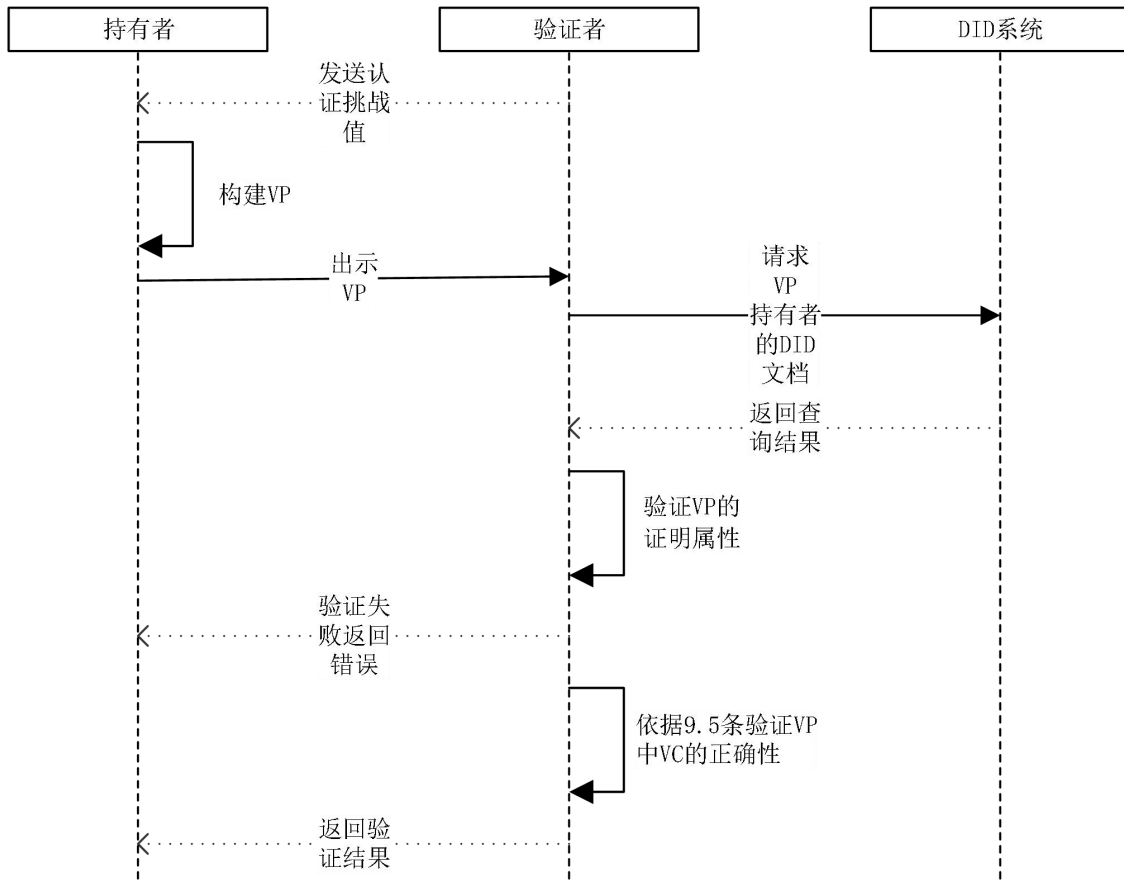 持有者
验证者
DID系统
发送认
证挑战
值
构建VP
出示
VP
请求
VP
持有者
的DID
文档
返回查
询结果
验证VP的
证明属性
验证失
败返回
错误
依据9.5条验证VP
中VC的正确性
返回验
证结果